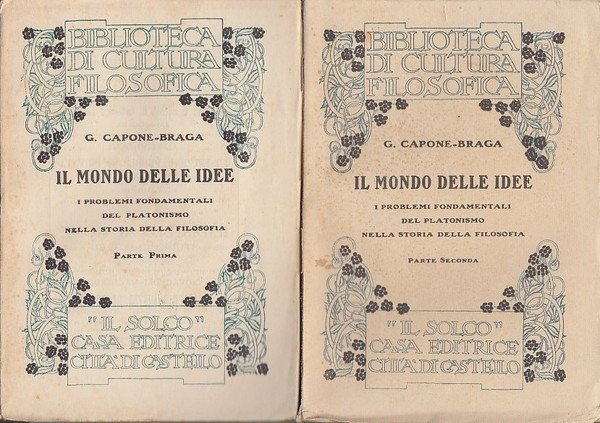 BIBLIOTECA
DI CULTURA
FILOSOFICA
G. CAPONE-BRAGA
IL MONDO DELLE IDEE
I PROBLEMI FONDAMENTALI
DEL PLATONISMO
NELLA STORIA DELLA FILOSOFIA
PARTE PRIMA
"IL SOLCO"
CASA EDITRICE
CITTÀ DI CASTELLO
BIBLIOTECA
DI CULTURA
FILOSOFICA
G. CAPONE-BRAGA
IL MONDO DELLE IDEE
I PROBLEMI FONDAMENTALI
DEL PLATONISMO
NELLA STORIA DELLA FILOSOFIA
PARTE SECONDA
"IL SOLCO"
CASA EDITRICE
CITTÀ DI CASTELLO